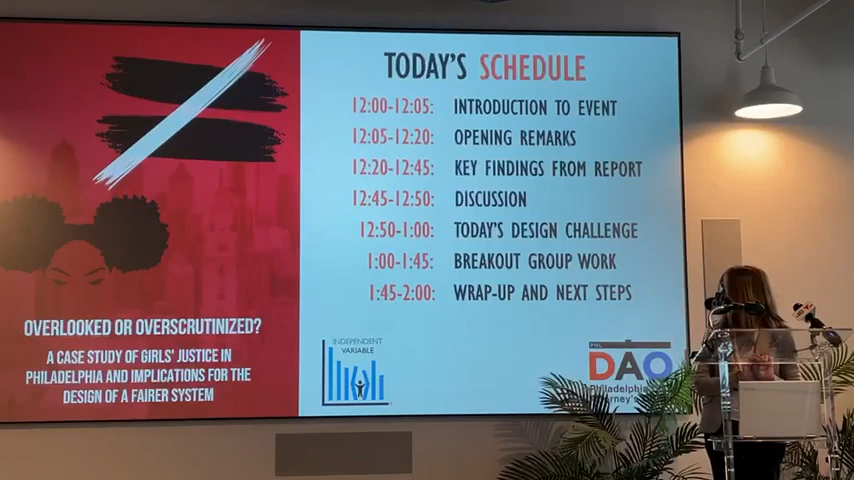 TODAY'S SCHEDULE
12:00-12:05: INTRODUCTION TO EVENT
12:05-12:20: OPENING REMARKS
12:20-12:45: KEY FINDINGS FROM REPORT
12:45-12:50: DISCUSSION
12:50-1:00: TODAY'S DESIGN CHALLENGE
1:00-1:45: BREAKOUT GROUP WORK
1:45-2:00: WRAP-UP AND NEXT STEPS
OVERLOOKED OR OVERSCRUTINIZED?
A CASE STUDY OF GIRLS' JUSTICE IN
PHILADELPHIA AND IMPLICATIONS FOR THE
DESIGN OF A FAIRER SYSTEM
INDEPENDENT
VARIABLE
PHL
DAO
Philadelphia